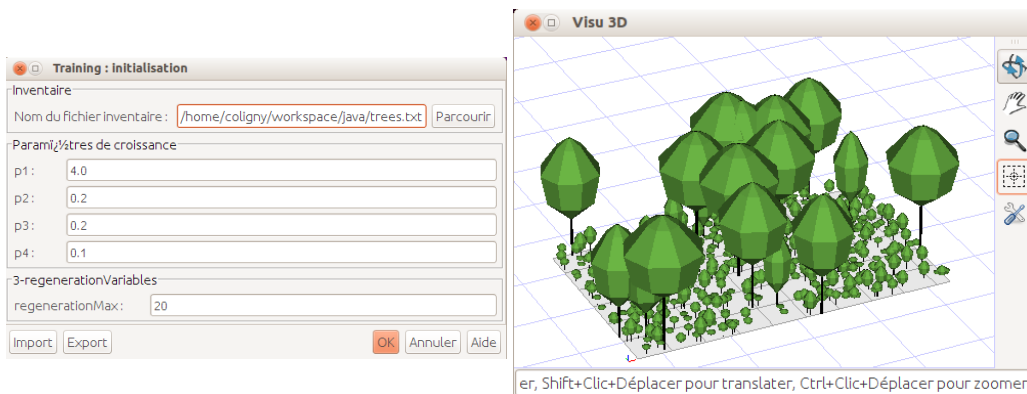 Training : initialisation
Inventaire
Nom du fichier inventaire : /home/coligny/workspace/java/trees.txt Parcourir
Paramï¿½tres de croissance
p1 : 4.0
p2 : 0.2
p3 : 0.2
p4 : 0.1
3-regenerationVariables
regenerationMax : 20
Import Export OK Annuler Aide
Visu 3D
er, Shift+Clic+Déplacer pour translater, Ctrl+Clic+Déplacer pour zoomer